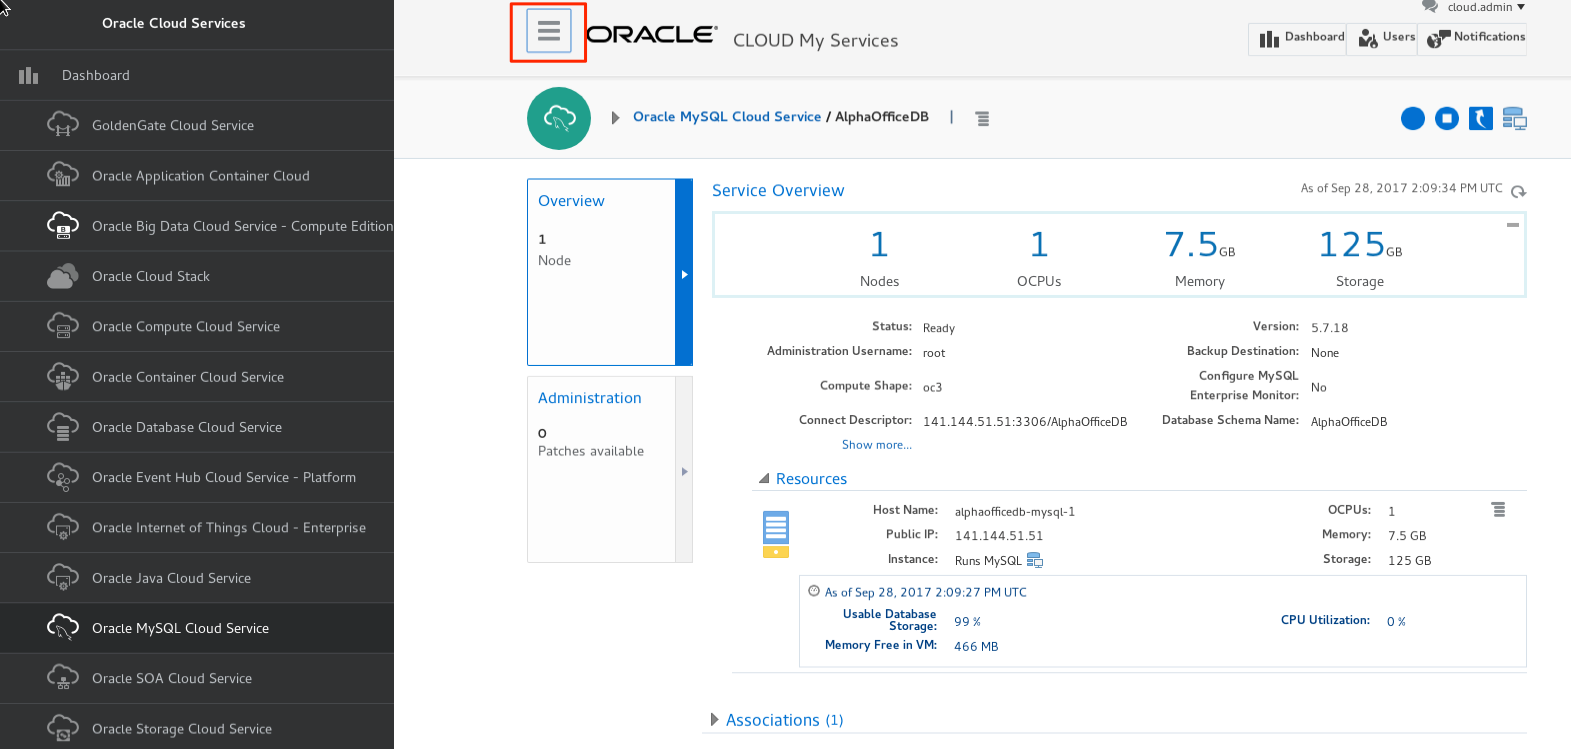 Oracle Cloud Services
Dashboard
GoldenGate Cloud Service
Oracle Application Container Cloud
Oracle Big Data Cloud Service - Compute Edition
Oracle Cloud Stack
Oracle Compute Cloud Service
Oracle Container Cloud Service
Oracle Database Cloud Service
Oracle Event Hub Cloud Service - Platform
Oracle Internet of Things Cloud - Enterprise
Oracle Java Cloud Service
Oracle MySQL Cloud Service
Oracle SOA Cloud Service
Oracle Storage Cloud Service
ORACLE CLOUD My Services
cloud.admin
Dashboard Users Notifications
Oracle MySQL Cloud Service / AlphaOfficeDB |
Overview
1
Node
Administration
0
Patches available
Service Overview As of Sep 28, 2017 2:09:34 PM UTC
1 1 7.5 GB 125 GB
Nodes OCPUs Memory Storage
Status: Ready Version: 5.7.18
Administration Username: root Backup Destination: None
Compute Shape: oc3 Configure MySQL
Enterprise Monitor: No
Connect Descriptor: 141.144.51.51:3306/AlphaOfficeDB Database Schema Name: AlphaOfficeDB
Show more...
Resources
Host Name: alphaofficedb-mysql-1 OCPUs: 1
Public IP: 141.144.51.51 Memory: 7.5 GB
Instance: Runs MySQL Storage: 125 GB
As of Sep 28, 2017 2:09:27 PM UTC
Usable Database
Storage: 99 % CPU Utilization: 0 %
Memory Free in VM: 466 MB
Associations (1)